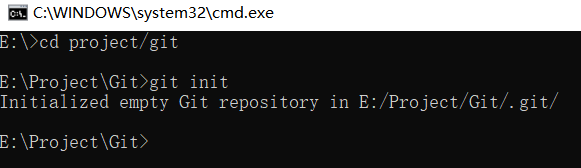 C:\WINDOWS\system32\cmd.exe
E:\>cd project/git
E:\Project\Git>git init
Initialized empty Git repository in E:/Project/Git/.git/
E:\Project\Git>